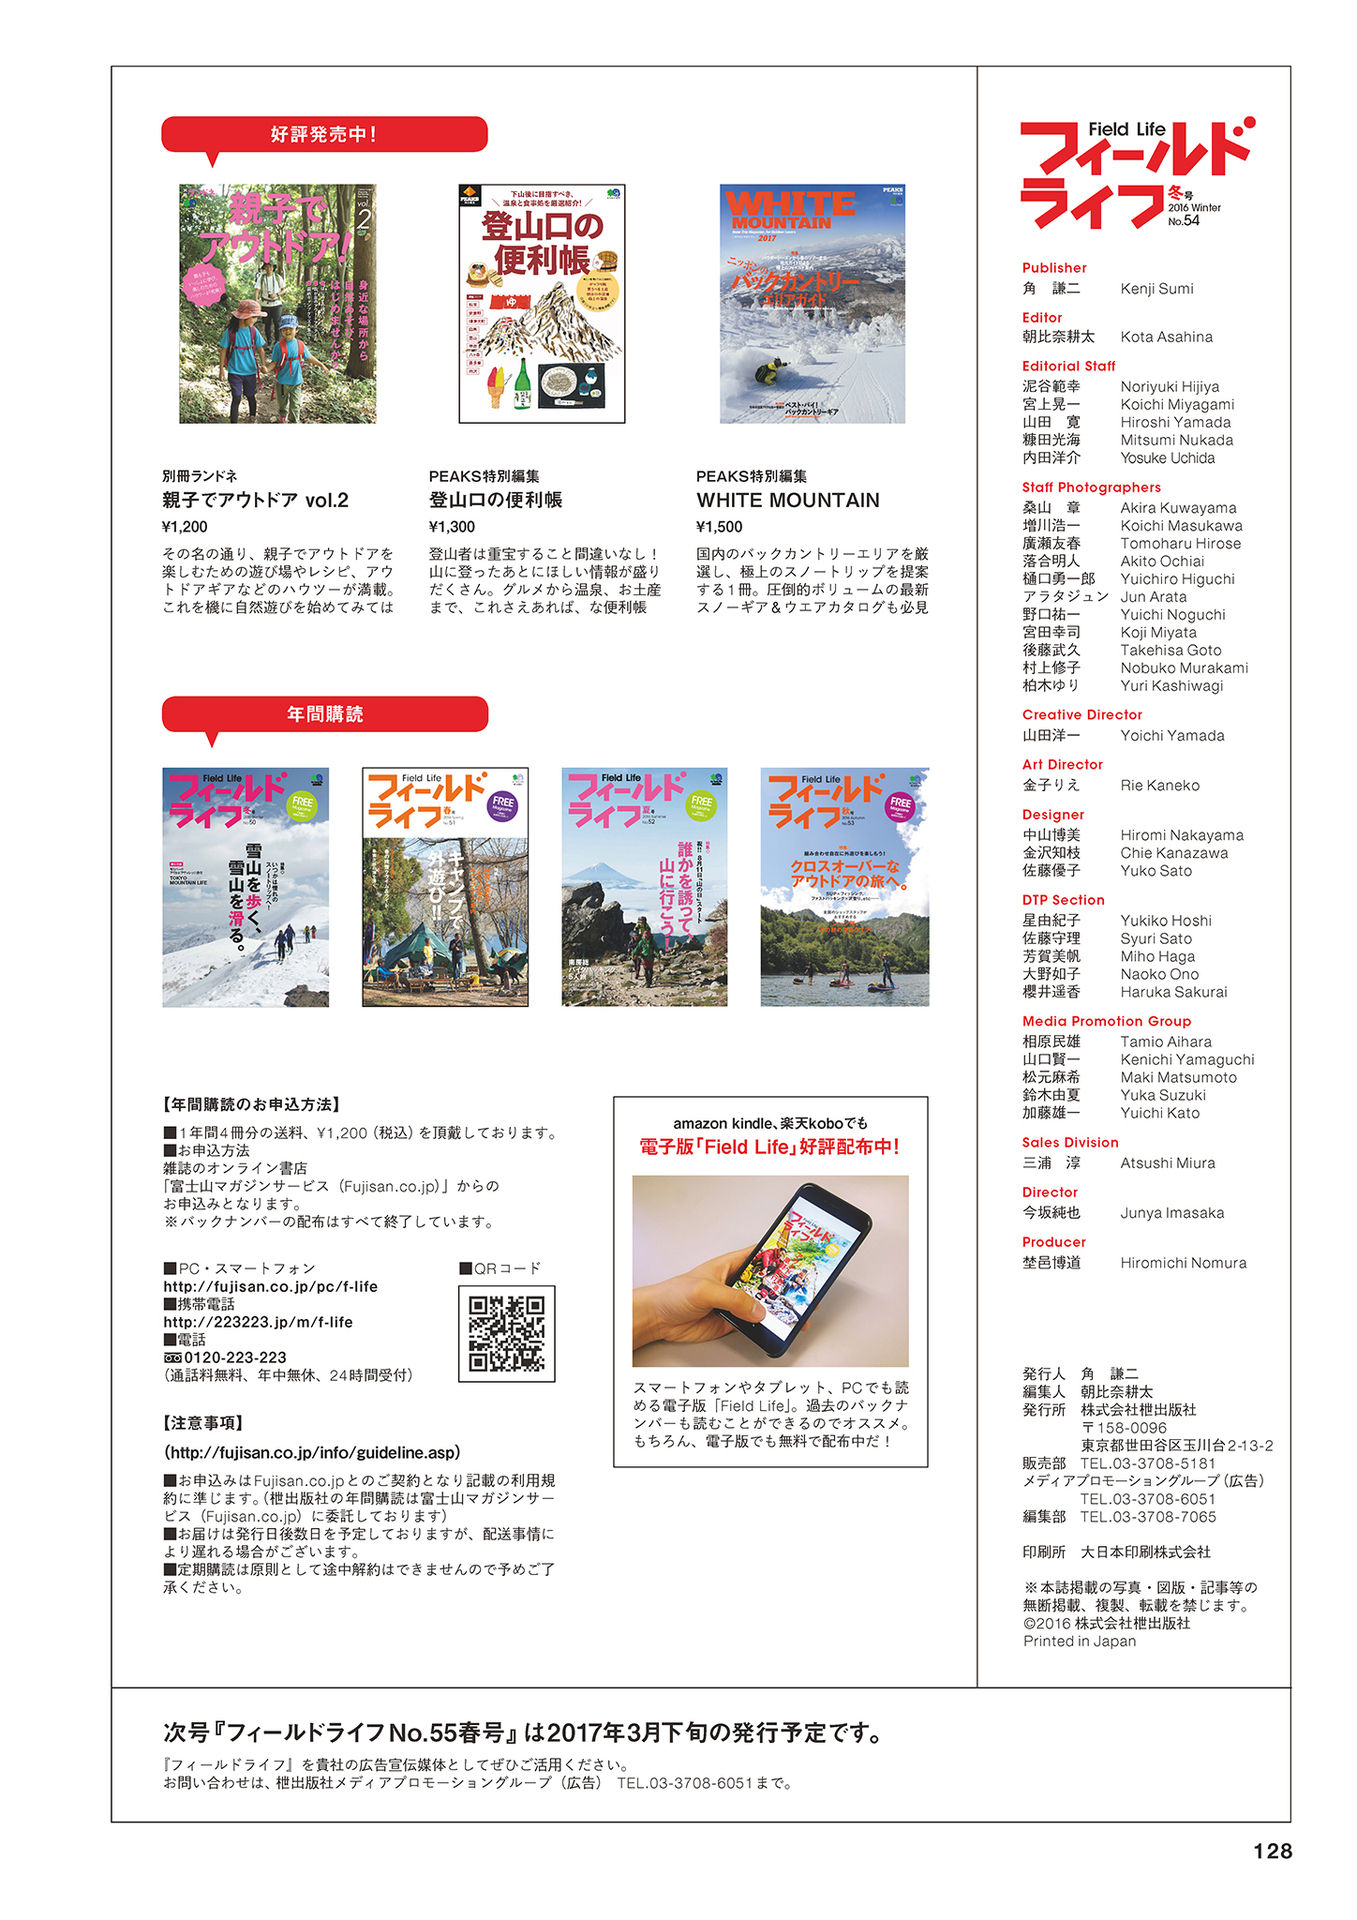 好評発売中！
親子で
アウトドア！
vol.2
身近な場所から
自然あそび、
はじめませんか？
PEAKS
下山後に目指すべき、
温泉と食事処を厳選紹介！
登山口の
便利帳
ゆ
PEAKS
WHITE
MOUNTAIN
2017
ニッポンの
バックカントリー
エリアガイド
ベスト・バイ！
バックカントリーギア
別冊ランドネ
親子でアウトドア vol.2
¥1,200
その名の通り、親子でアウトドアを
楽しむための遊び場やレシピ、アウ
トドアギアなどのハウツーが満載。
これを機に自然遊びを始めてみては
PEAKS特別編集
登山口の便利帳
¥1,300
登山者は重宝すること間違いなし！
山に登ったあとにほしい情報が盛り
だくさん。グルメから温泉、お土産
まで、これさえあれば、な便利帳
PEAKS特別編集
WHITE MOUNTAIN
¥1,500
国内のバックカントリーエリアを厳
選し、極上のスノートリップを提案
する1冊。圧倒的ボリュームの最新
スノーギア＆ウエアカタログも必見
年間購読
Field Life
フィールド
ライフ 冬号
No.50
FREE
Magazine
雪山を歩く、
雪山を滑る。
いつかは憧れの
スノートリップへ！
TOKYO
MOUNTAIN LIFE
Field Life
フィールド
ライフ 春号
No.51
FREE
Magazine
キャンプで、
外遊び!!
Field Life
フィールド
ライフ 夏号
No.52
FREE
Magazine
祝!! 8月11日「山の日」スタート
誰かを誘って、
山に行こう！
Field Life
フィールド
ライフ 秋号
No.53
FREE
Magazine
組み合わせ自在に外遊びを楽しもう！
クロスオーバーな
アウトドアの旅へ。
【年間購読のお申込方法】
■1年間4冊分の送料、¥1,200（税込）を頂戴しております。
■お申込方法
雑誌のオンライン書店
「富士山マガジンサービス（Fujisan.co.jp）」からの
お申込みとなります。
※バックナンバーの配布はすべて終了しています。
■PC・スマートフォン
http://fujisan.co.jp/pc/f-life
■携帯電話
http://223223.jp/m/f-life
■電話
0120-223-223
（通話料無料、年中無休、24時間受付）
■QRコード
【注意事項】
（http://fujisan.co.jp/info/guideline.asp）
■お申込みはFujisan.co.jpとのご契約となり記載の利用規
約に準じます。（枻出版社の年間購読は富士山マガジンサー
ビス（Fujisan.co.jp）に委託しております）
■お届けは発行日後数日を予定しておりますが、配送事情に
より遅れる場合がございます。
■定期購読は原則として途中解約はできませんので予めご了
承ください。
amazon kindle、楽天koboでも
電子版「Field Life」好評配布中！
フィールド
ライフ
スマートフォンやタブレット、PCでも読
める電子版「Field Life」。過去のバックナ
ンバーも読むことができるのでオススメ。
もちろん、電子版でも無料で配布中だ！
Field Life
フィールド
ライフ 冬号
2016 Winter
No.54
Publisher
角　謙二 Kenji Sumi
Editor
朝比奈耕太 Kota Asahina
Editorial Staff
泥谷範幸 Noriyuki Hijiya
宮上晃一 Koichi Miyagami
山田　寛 Hiroshi Yamada
糠田光海 Mitsumi Nukada
内田洋介 Yosuke Uchida
Staff Photographers
桑山　章 Akira Kuwayama
増川浩一 Koichi Masukawa
廣瀬友春 Tomoharu Hirose
落合明人 Akito Ochiai
樋口勇一郎 Yuichiro Higuchi
アラタジュン Jun Arata
野口祐一 Yuichi Noguchi
宮田幸司 Koji Miyata
後藤武久 Takehisa Goto
村上修子 Nobuko Murakami
柏木ゆり Yuri Kashiwagi
Creative Director
山田洋一 Yoichi Yamada
Art Director
金子りえ Rie Kaneko
Designer
中山博美 Hiromi Nakayama
金沢知枝 Chie Kanazawa
佐藤優子 Yuko Sato
DTP Section
星由紀子 Yukiko Hoshi
佐藤守理 Syuri Sato
芳賀美帆 Miho Haga
大野如子 Naoko Ono
櫻井遥香 Haruka Sakurai
Media Promotion Group
相原民雄 Tamio Aihara
山口賢一 Kenichi Yamaguchi
松元麻希 Maki Matsumoto
鈴木由夏 Yuka Suzuki
加藤雄一 Yuichi Kato
Sales Division
三浦　淳 Atsushi Miura
Director
今坂純也 Junya Imasaka
Producer
埜邑博道 Hiromichi Nomura
発行人　角　謙二
編集人　朝比奈耕太
発行所　株式会社枻出版社
〒158-0096
東京都世田谷区玉川台2-13-2
販売部　TEL.03-3708-5181
メディアプロモーショングループ（広告）
TEL.03-3708-6051
編集部　TEL.03-3708-7065
印刷所　大日本印刷株式会社
※本誌掲載の写真・図版・記事等の
無断掲載、複製、転載を禁じます。
©2016 株式会社枻出版社
Printed in Japan
次号『フィールドライフNo.55春号』は2017年3月下旬の発行予定です。
『フィールドライフ』を貴社の広告宣伝媒体としてぜひご活用ください。
お問い合わせは、枻出版社メディアプロモーショングループ（広告）　TEL.03-3708-6051まで。
128